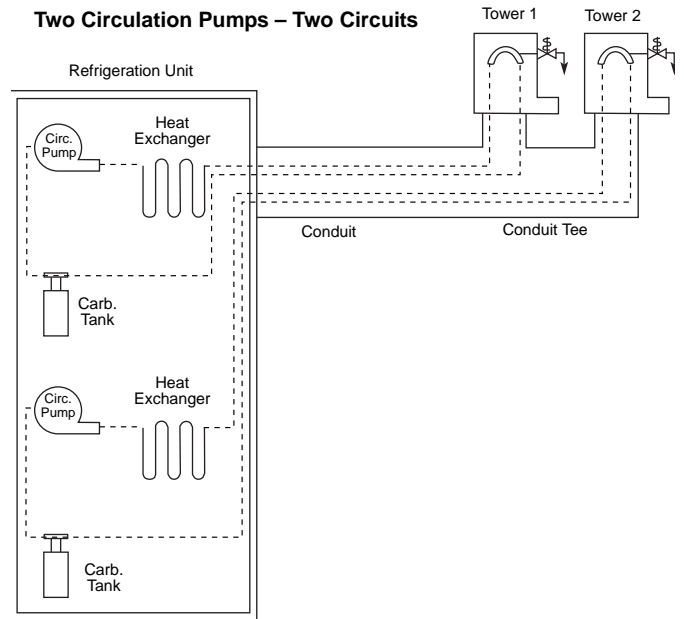 Two Circulation Pumps – Two Circuits
Tower 1
Tower 2
Refrigeration Unit
Circ.
Pump
Heat
Exchanger
Conduit
Conduit Tee
Carb.
Tank
Circ.
Pump
Heat
Exchanger
Carb.
Tank